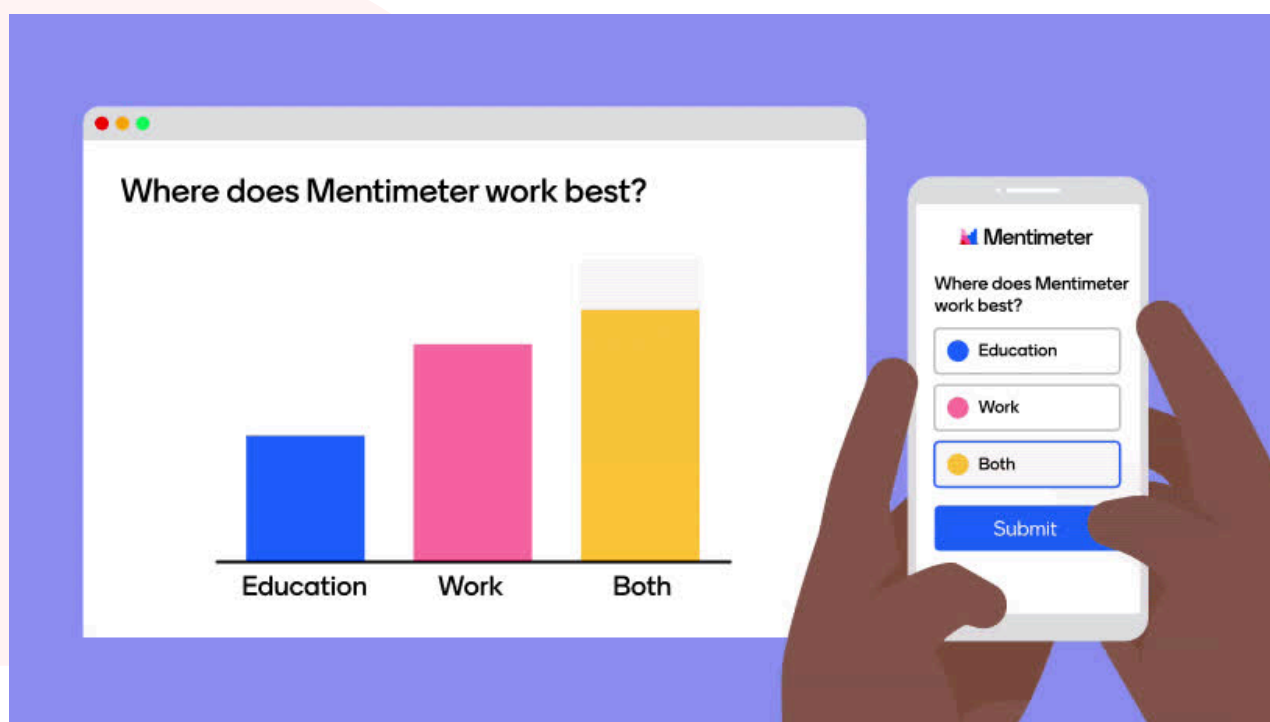 Where does Mentimeter work best?
Education
Work
Both
Mentimeter
Where does Mentimeter
work best?
Education
Work
Both
Submit